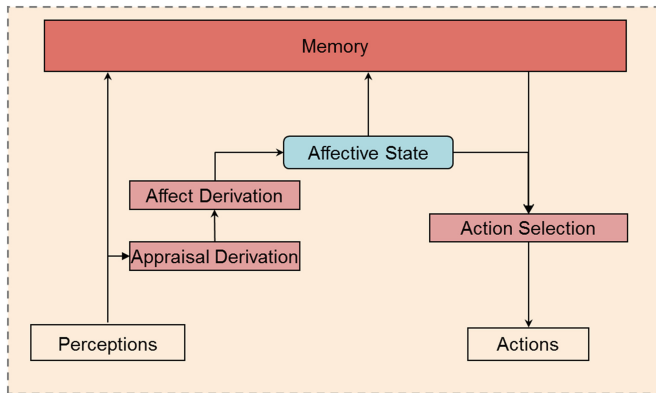 Memory
Affective State
Affect Derivation
Action Selection
Appraisal Derivation
Perceptions
Actions